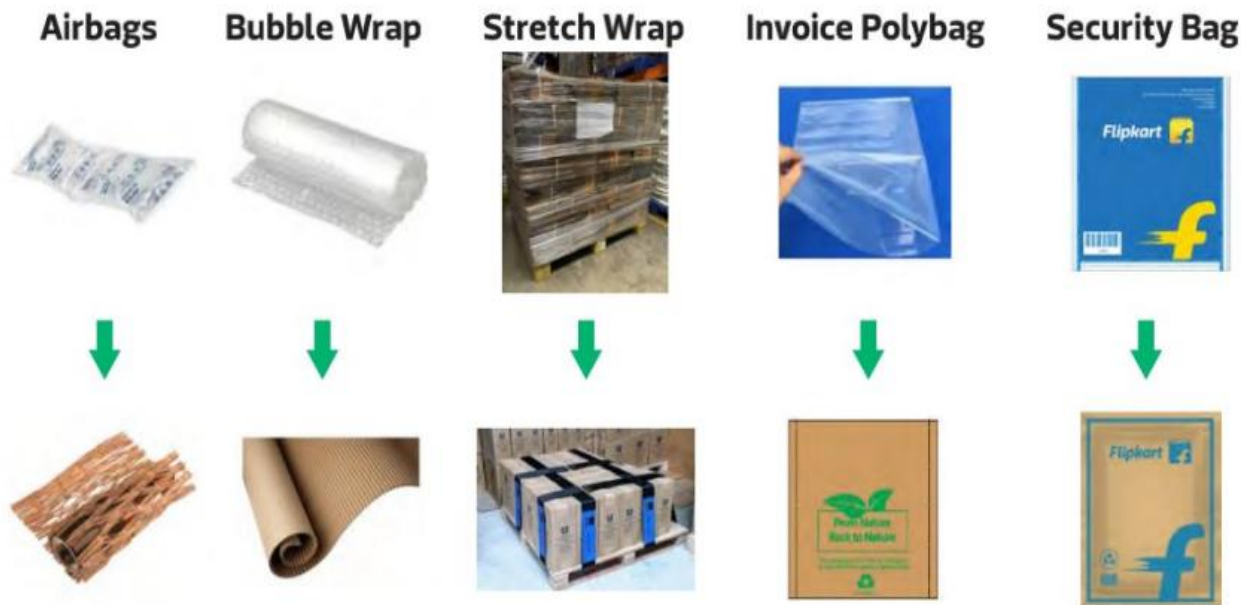 Airbags
Bubble Wrap
Stretch Wrap
Invoice Polybag
Security Bag
Flipkart
From Nature
Back to Nature
Flipkart